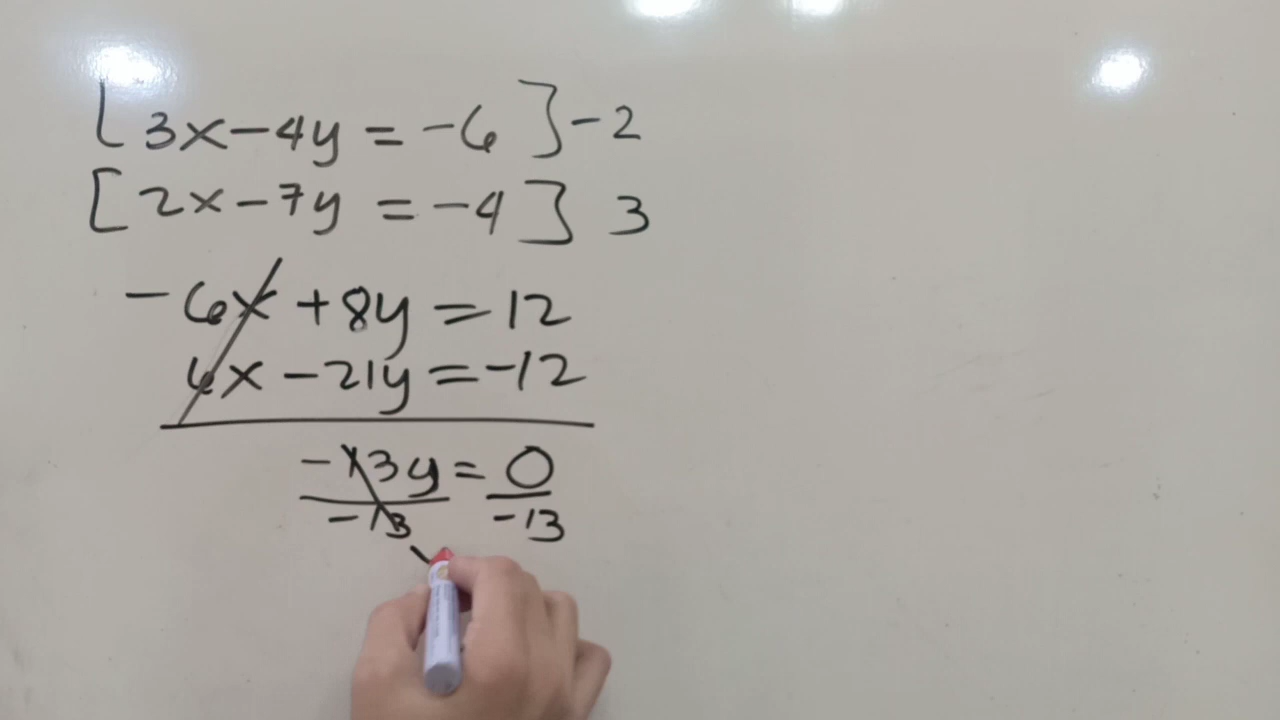 [3x-4y = -6]-2
[2x-7y = -4] 3
-6x + 8y = 12
6x - 21y = -12
-13y = 0
-13 -13